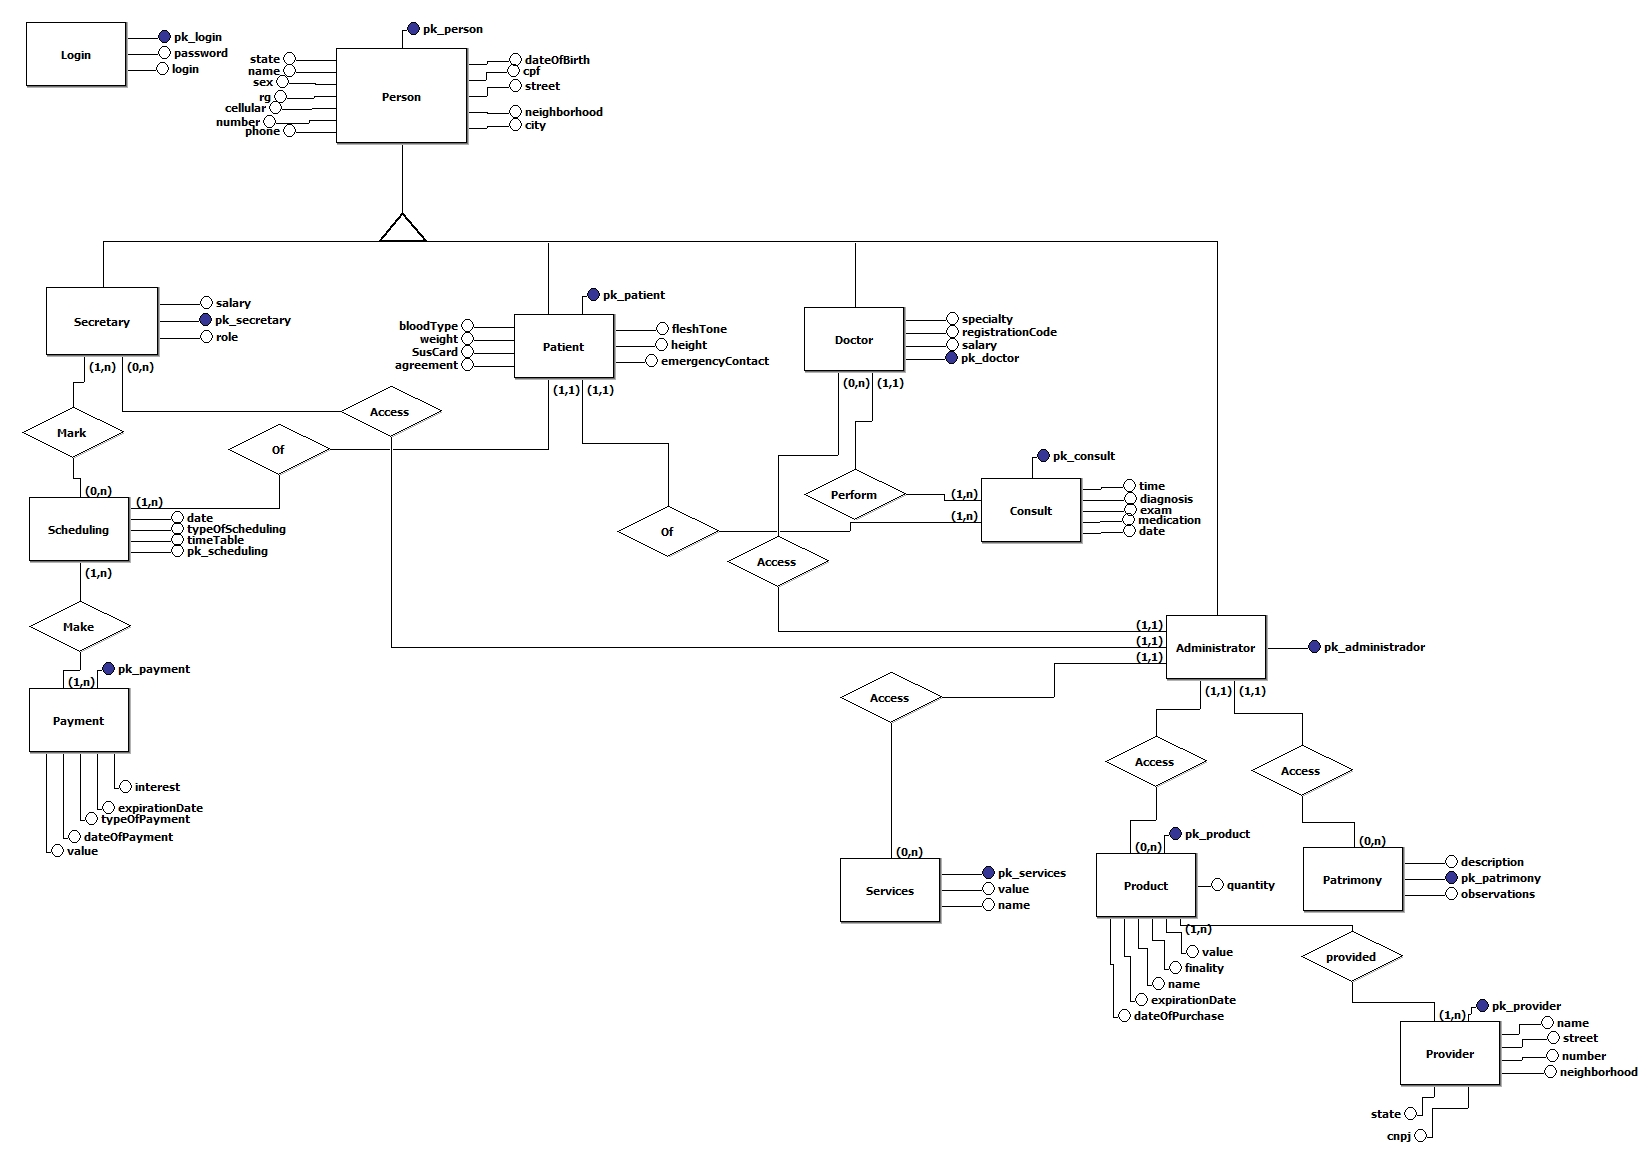 Login
pk_login
password
login
pk_person
Person
state
name
sex
rg
cellular
number
phone
dateOfBirth
cpf
street
neighborhood
city
Secretary
salary
pk_secretary
role
(1,n)
(0,n)
pk_patient
Patient
bloodType
weight
SusCard
agreement
fleshTone
height
emergencyContact
(1,1)
(1,1)
Doctor
specialty
registrationCode
salary
pk_doctor
(0,n)
(1,1)
Mark
Access
Of
(0,n)
(1,n)
Scheduling
date
typeOfScheduling
timeTable
pk_scheduling
(1,n)
Of
Perform
Access
pk_consult
(1,n)
(1,n)
Consult
time
diagnosis
exam
medication
date
Make
pk_payment
(1,n)
Payment
interest
expirationDate
typeOfPayment
dateOfPayment
value
(1,1)
(1,1)
(1,1)
Administrator
pk_administrador
(1,1)
(1,1)
Access
Access
Access
(0,n)
Services
pk_services
value
name
pk_product
(0,n)
Product
quantity
(1,n)
value
finality
name
expirationDate
dateOfPurchase
(0,n)
Patrimony
description
pk_patrimony
observations
provided
pk_provider
(1,n)
Provider
name
street
number
neighborhood
state
cnpj